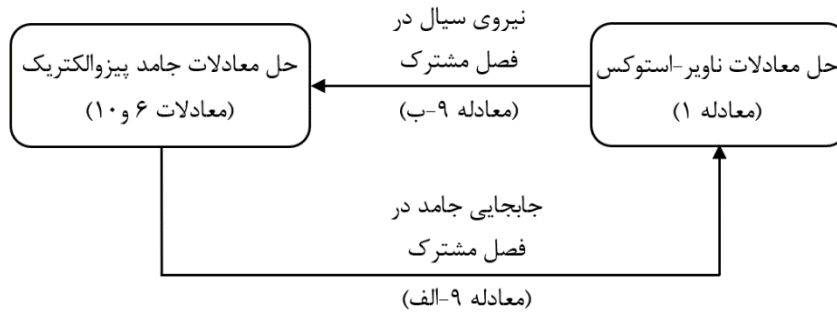 حل معادلات ناویر-استوکس
(معادله ۱)
نیروی سیال در
فصل مشترک
(معادله ۹-ب)
حل معادلات جامد پیزوالکتریک
(معادلات ۶ و۱۰)
جابجایی جامد در
فصل مشترک
(معادله ۹-الف)